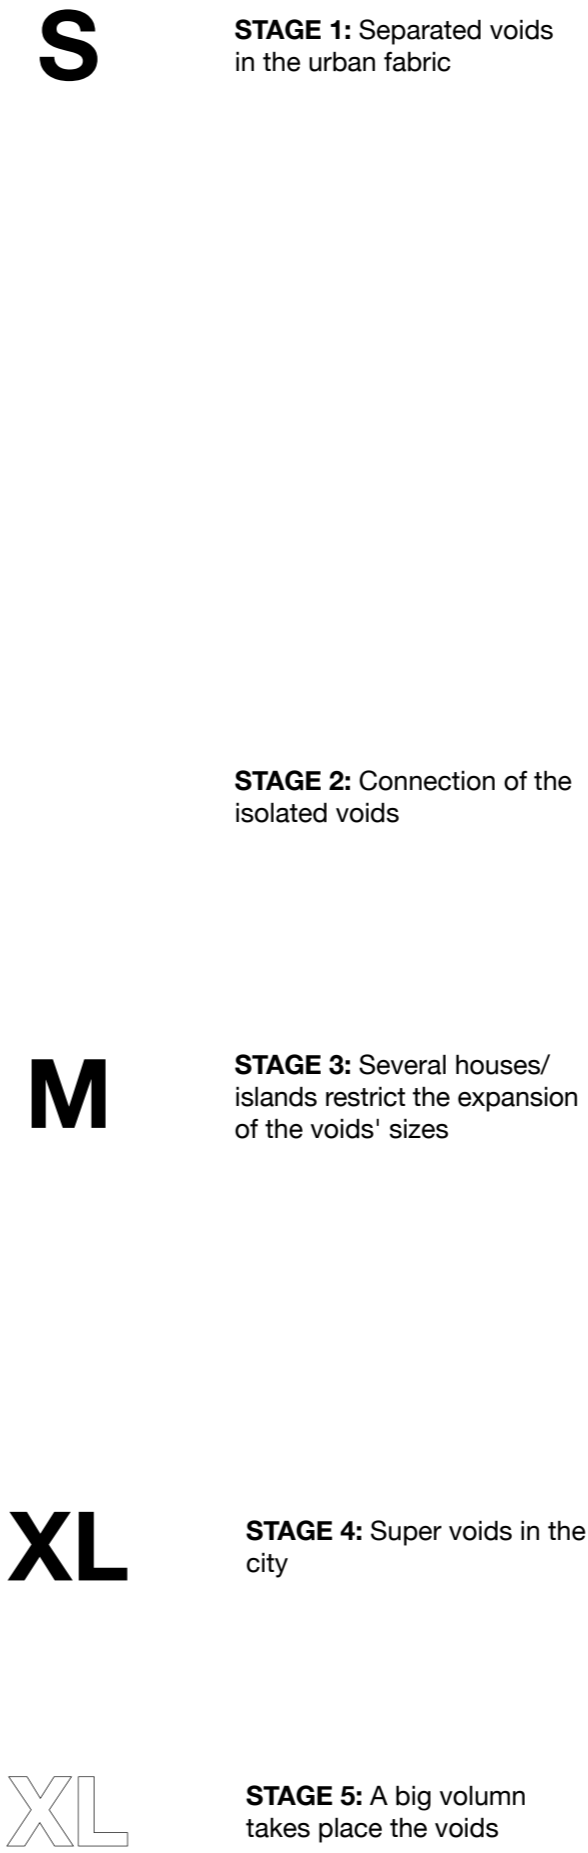 S
STAGE 1: Separated voids
in the urban fabric
STAGE 2: Connection of the
isolated voids
M
STAGE 3: Several houses/
islands restrict the expansion
of the voids' sizes
XL
STAGE 4: Super voids in the
city
XL
STAGE 5: A big volumn
takes place the voids